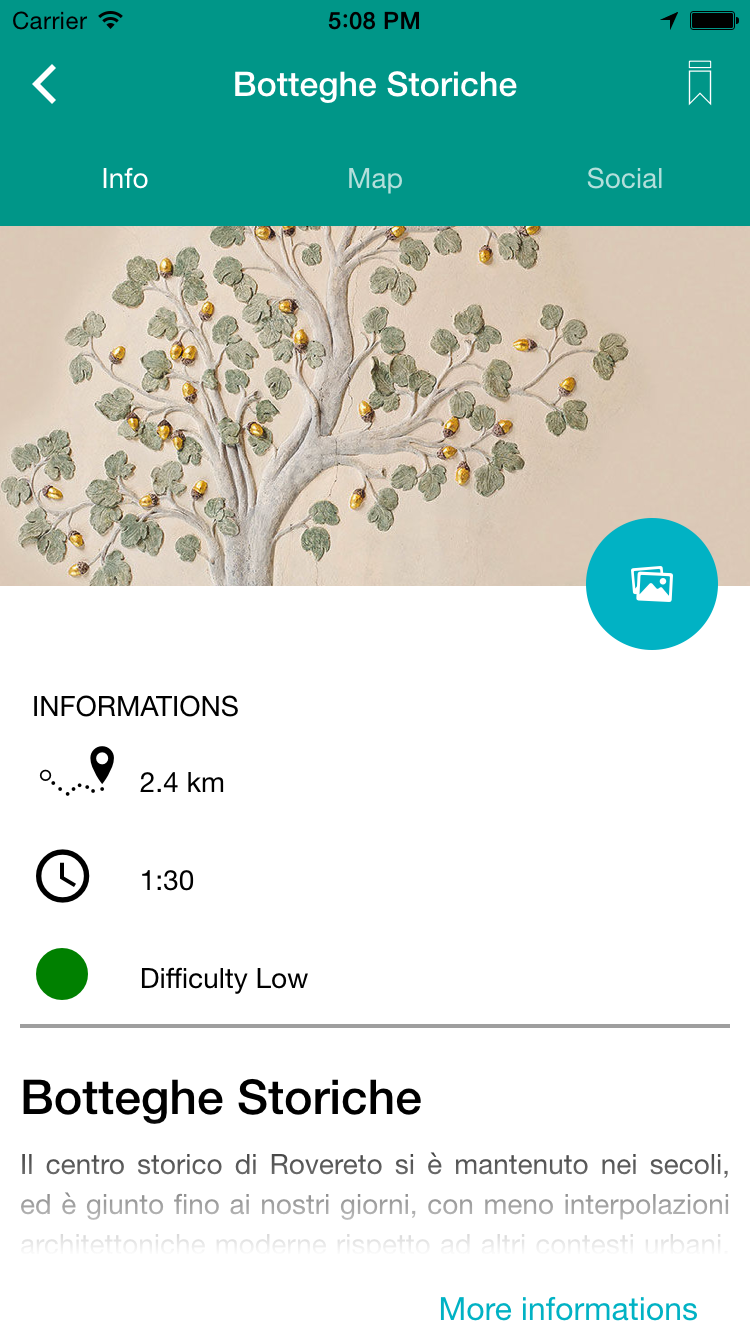 Carrier 5:08 PM
Botteghe Storiche
Info Map Social
INFORMATIONS
2.4 km
1:30
Difficulty Low
Botteghe Storiche
Il centro storico di Rovereto si è mantenuto nei secoli,
ed è giunto fino ai nostri giorni, con meno interpolazioni
architettoniche moderne rispetto ad altri contesti urbani.
More informations